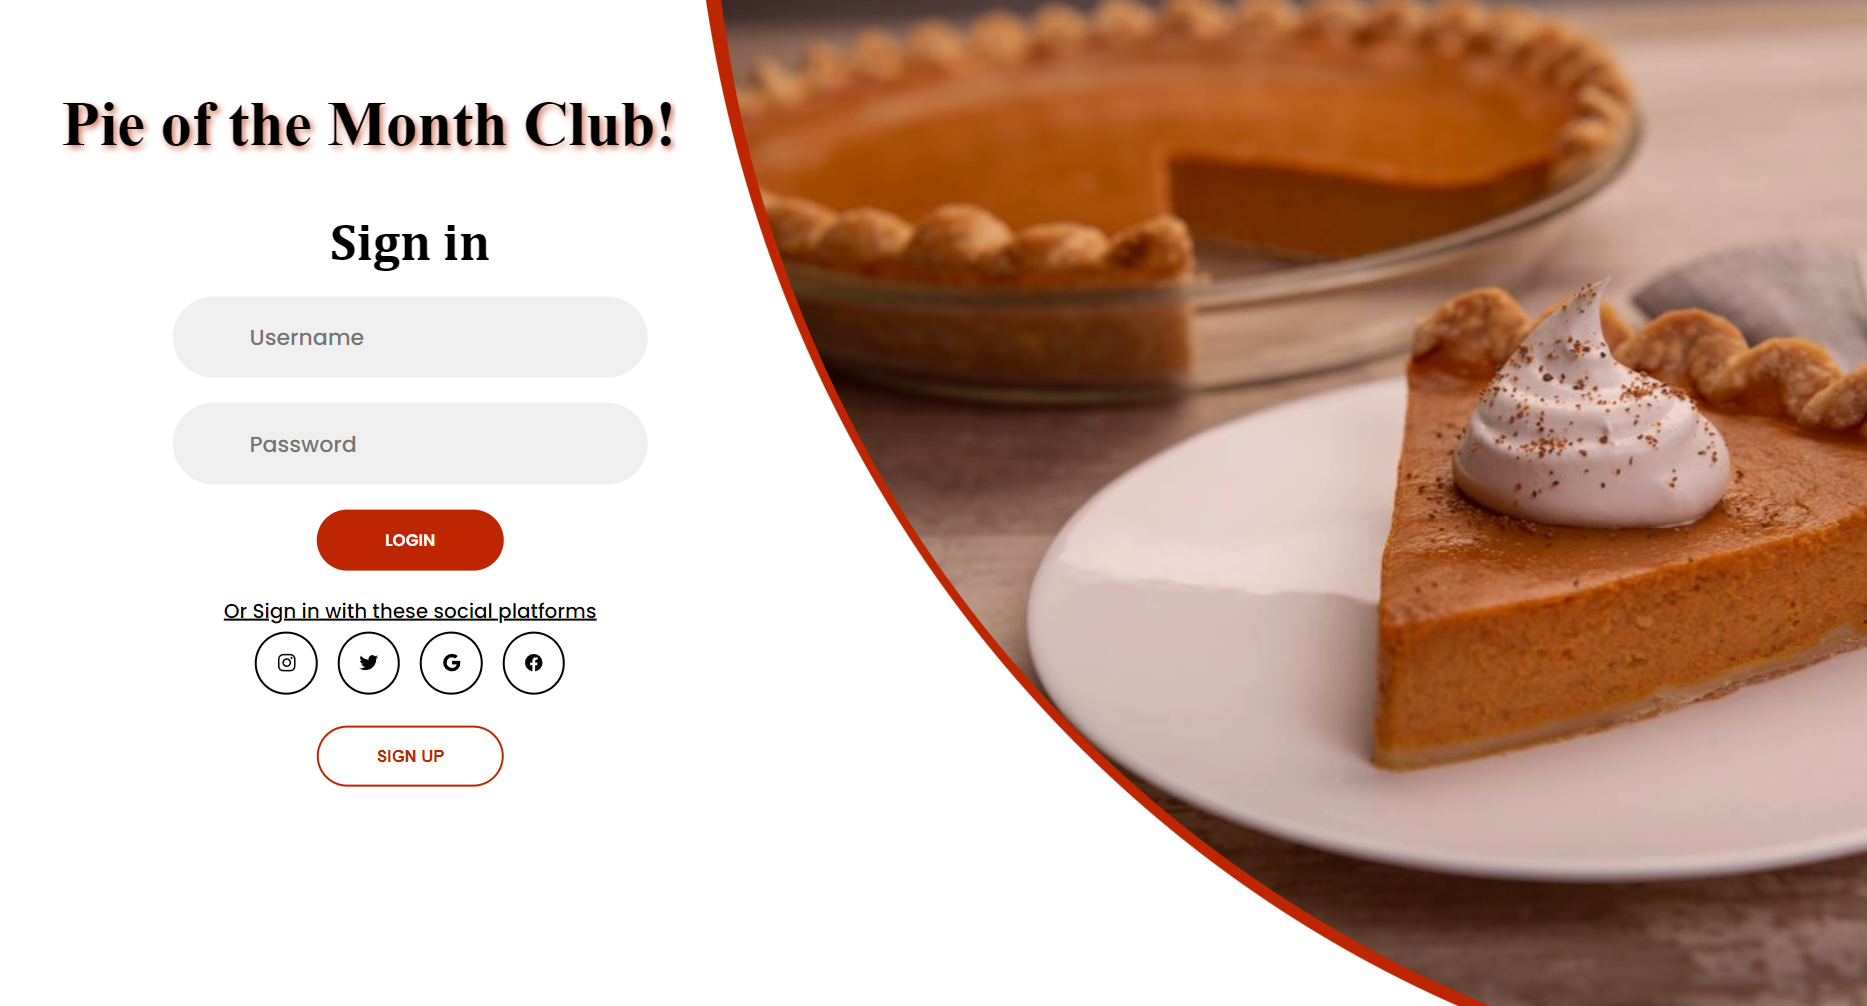 Pie of the Month Club!
Sign in
Username
Password
LOGIN
Or Sign in with these social platforms
SIGN UP